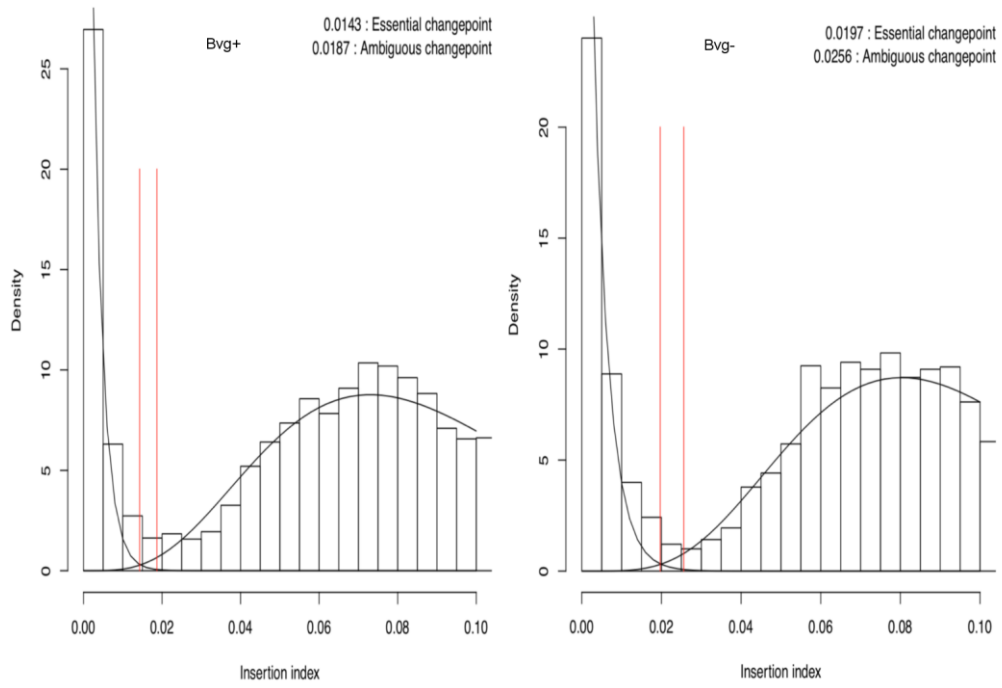 Bvg+
0.0143 : Essential changepoint
0.0187 : Ambiguous changepoint
Density
25
20
15
10
5
0
0.00 0.02 0.04 0.06 0.08 0.10
Insertion index
Bvg-
0.0197 : Essential changepoint
0.0256 : Ambiguous changepoint
Density
20
15
10
5
0
0.00 0.02 0.04 0.06 0.08 0.10
Insertion index